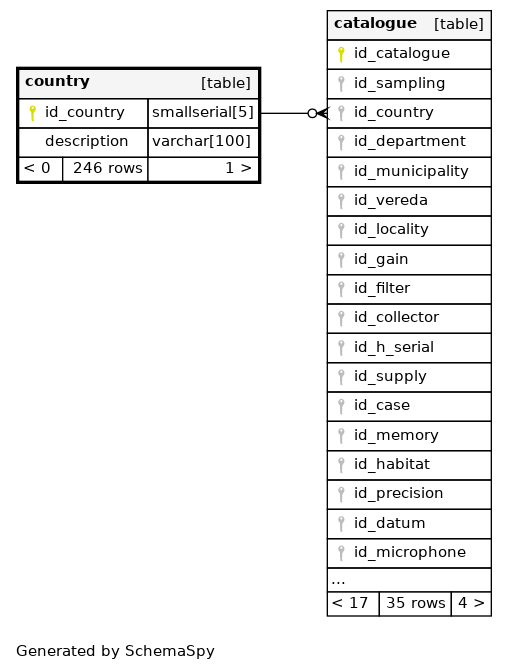 country [table]
id_country smallserial[5]
description varchar[100]
< 0 246 rows 1 >
catalogue [table]
id_catalogue
id_sampling
id_country
id_department
id_municipality
id_vereda
id_locality
id_gain
id_filter
id_collector
id_h_serial
id_supply
id_case
id_memory
id_habitat
id_precision
id_datum
id_microphone
...
< 17 35 rows 4 >
Generated by SchemaSpy